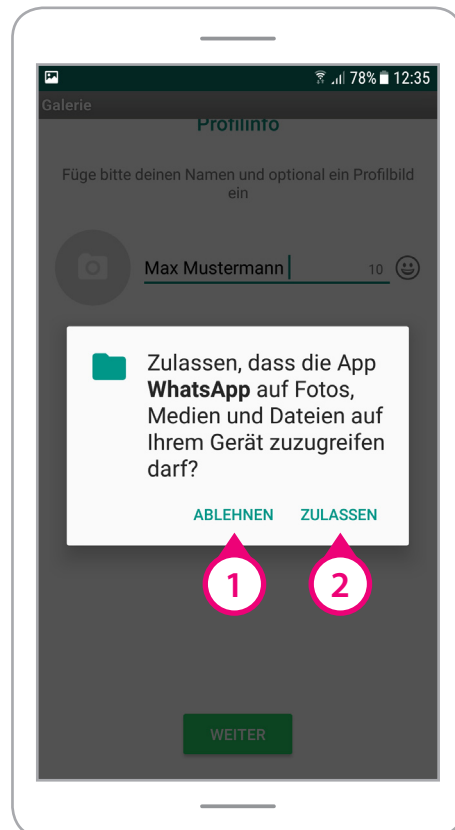 78% 12:35
Galerie
Profilinfo
Füge bitte deinen Namen und optional ein Profilbild
ein
Max Mustermann 10
Zulassen, dass die App
WhatsApp auf Fotos,
Medien und Dateien auf
Ihrem Gerät zuzugreifen
darf?
ABLEHNEN ZULASSEN
1 2
WEITER